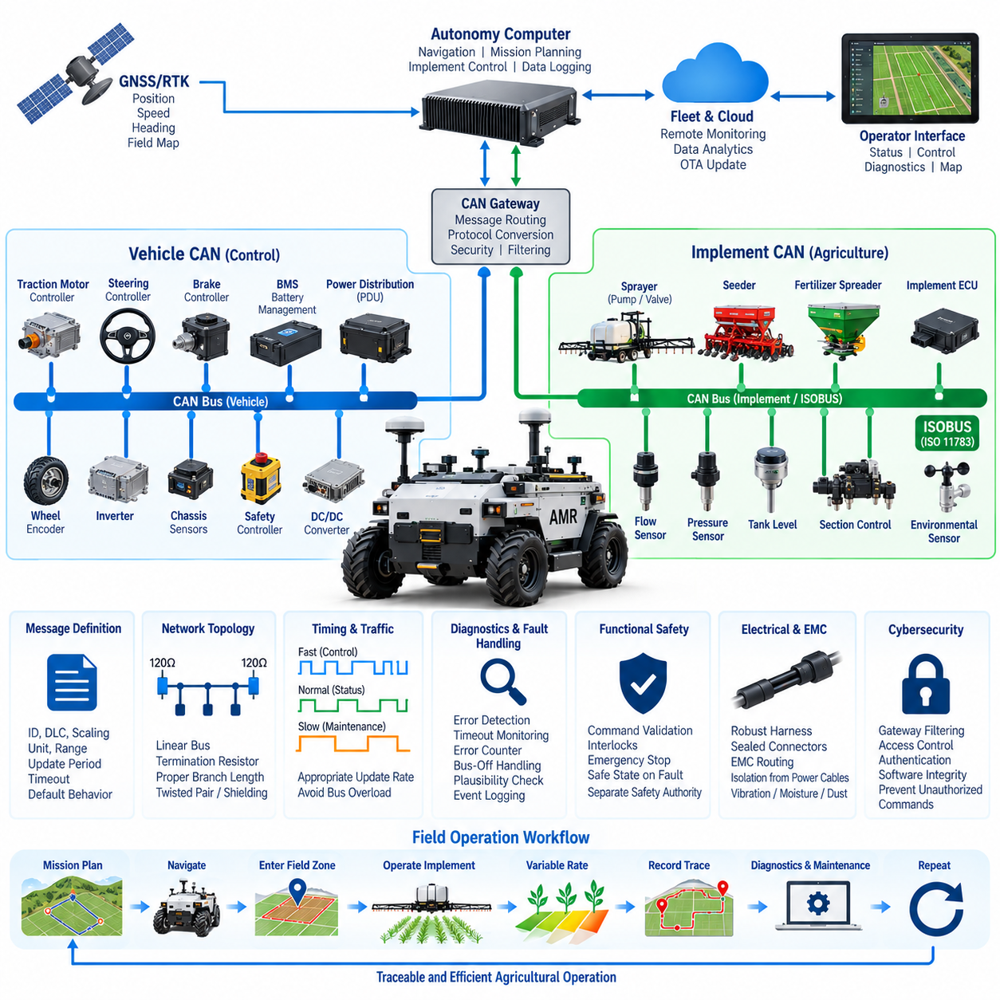 Autonomy Computer
Navigation | Mission Planning
Implement Control | Data Logging
GNSS/RTK
Position
Speed
Heading
Field Map
Fleet & Cloud
Remote Monitoring
Data Analytics
OTA Update
Operator Interface
Status | Control
Diagnostics | Map
CAN Gateway
Message Routing
Protocol Conversion
Security | Filtering
Vehicle CAN (Control)
Traction Motor
Controller
Steering
Controller
Brake
Controller
BMS
Battery
Management
Power Distribution
(PDU)
CAN Bus (Vehicle)
Wheel
Encoder
Inverter
Chassis
Sensors
Safety
Controller
DC/DC
Converter
Implement CAN (Agriculture)
Sprayer
(Pump / Valve)
Seeder
Fertilizer Spreader
Implement ECU
CAN Bus (Implement / ISOBUS)
ISOBUS
(ISO 11783)
Flow
Sensor
Pressure
Sensor
Tank Level
Section Control
Environmental
Sensor
AMR
Message Definition
ID, DLC, Scaling
Unit, Range
Update Period
Timeout
Default Behavior
Network Topology
120Ω
120Ω
Linear Bus
Termination Resistor
Proper Branch Length
Twisted Pair / Shielding
Timing & Traffic
Fast (Control)
Normal (Status)
Slow (Maintenance)
Appropriate Update Rate
Avoid Bus Overload
Diagnostics & Fault
Handling
Error Detection
Timeout Monitoring
Error Counter
Bus-Off Handling
Plausibility Check
Event Logging
Functional Safety
Command Validation
Interlocks
Emergency Stop
Safe State on Fault
Separate Safety Authority
Electrical & EMC
Robust Harness
Sealed Connectors
EMC Routing
Isolation from Power Cables
Vibration / Moisture / Dust
Cybersecurity
Gateway Filtering
Access Control
Authentication
Software Integrity
Prevent Unauthorized
Commands
Field Operation Workflow
Mission Plan
Navigate
Enter Field Zone
Operate Implement
Variable Rate
Record Trace
Diagnostics & Maintenance
Repeat
Traceable and Efficient Agricultural Operation